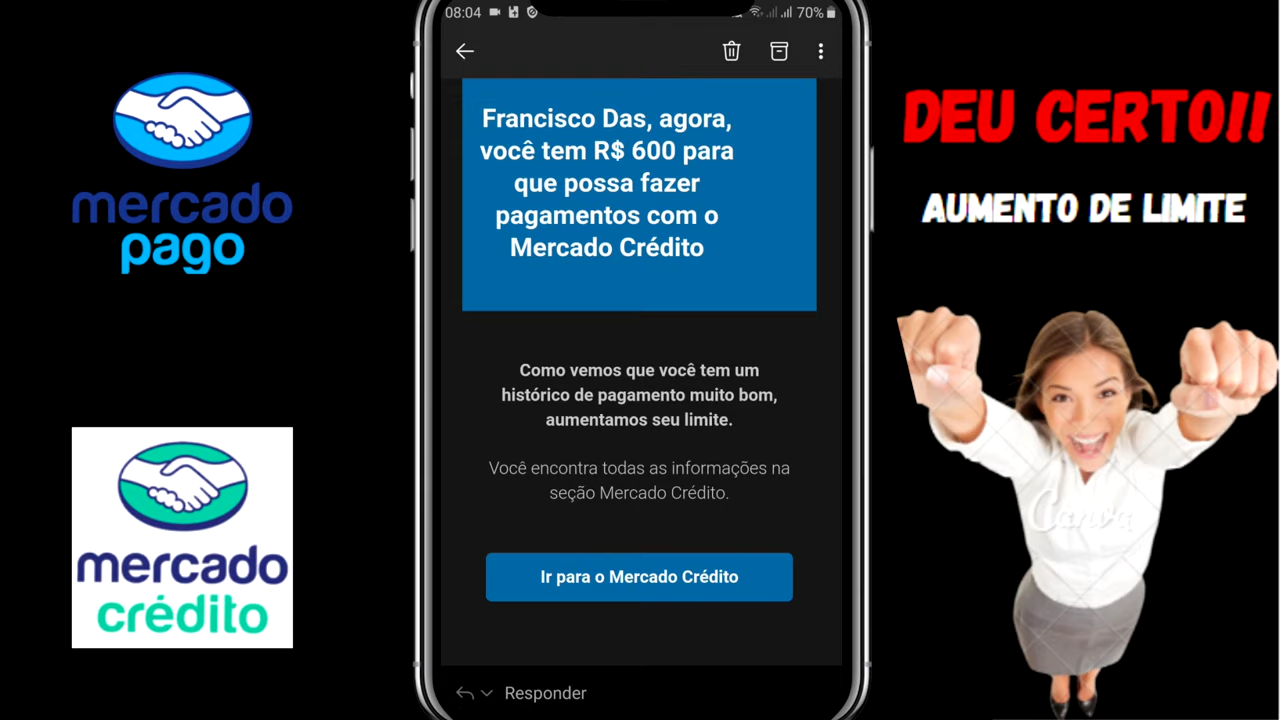 08:04
70%
mercado
pago
mercado
crédito
Francisco Das, agora,
você tem R$ 600 para
que possa fazer
pagamentos com o
Mercado Crédito
Como vemos que você tem um
histórico de pagamento muito bom,
aumentamos seu limite.
Você encontra todas as informações na
seção Mercado Crédito.
Ir para o Mercado Crédito
Responder
DEU CERTO!!
AUMENTO DE LIMITE
Canva